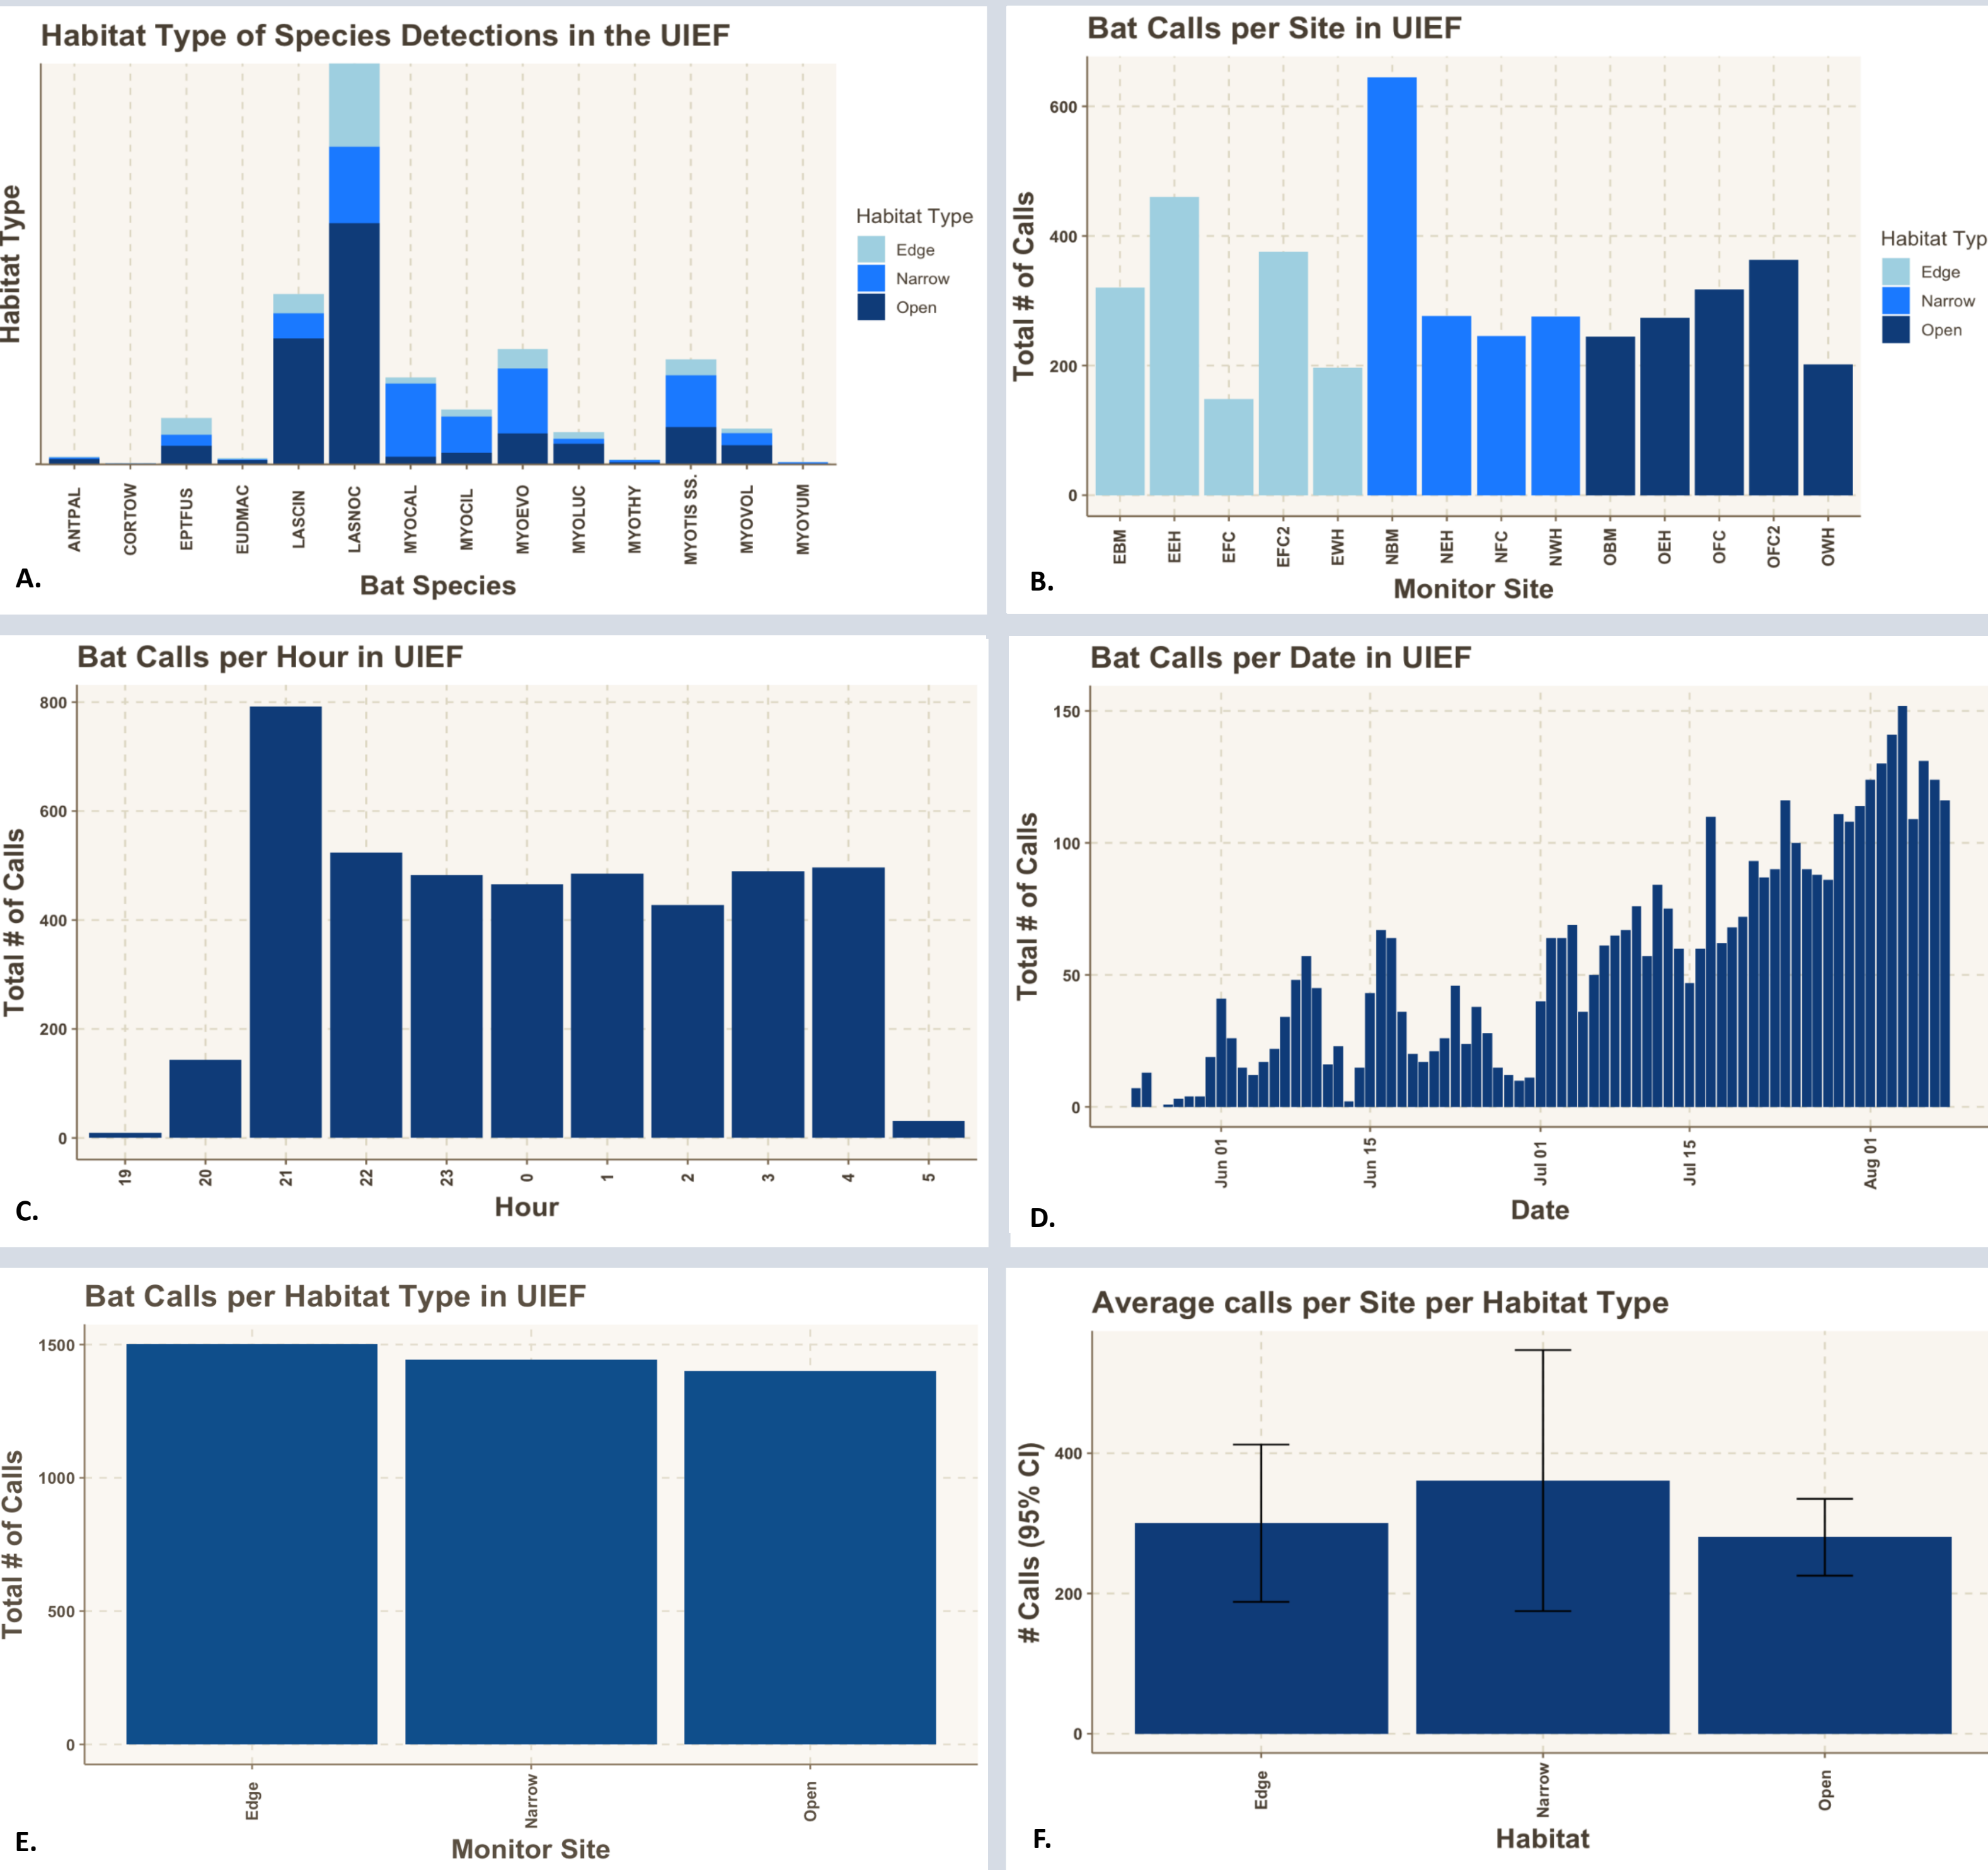 Habitat Type of Species Detections in the UIEF
Habitat Type
Habitat Type
Edge
Narrow
Open
ANTPAL
CORTOW
EPTFUS
EUDMAC
LASCIN
LASNOC
MYOCAL
MYOCIL
MYOEVO
MYOLUC
MYOTHY
MYOTIS SS.
MYOVOL
MYOYUM
Bat Species
A.
Bat Calls per Site in UIEF
Total # of Calls
600
400
200
0
Habitat Typ
Edge
Narrow
Open
EBM
EEH
EFC
EFC2
EWH
NBM
NEH
NFC
NWH
OBM
OEH
OFC
OFC2
OWH
Monitor Site
B.
Bat Calls per Hour in UIEF
Total # of Calls
800
600
400
200
0
19
20
21
22
23
0
1
2
3
4
5
Hour
C.
Bat Calls per Date in UIEF
Total # of Calls
150
100
50
0
Jun 01
Jun 15
Jul 01
Jul 15
Aug 01
Date
D.
Bat Calls per Habitat Type in UIEF
Total # of Calls
1500
1000
500
0
Edge
Narrow
Open
Monitor Site
E.
Average calls per Site per Habitat Type
# Calls (95% CI)
400
200
0
Edge
Narrow
Open
Habitat
F.